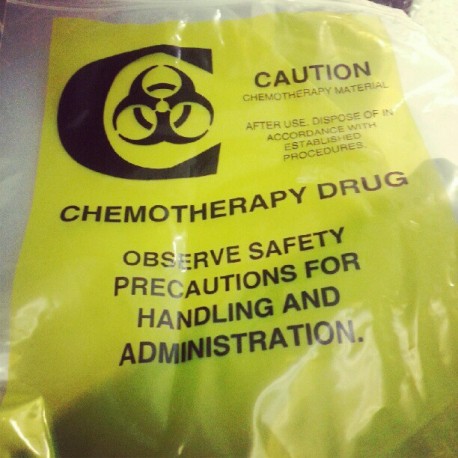 C
CAUTION
CHEMOTHERAPY MATERIAL
AFTER USE, DISPOSE OF IN
ACCORDANCE WITH
ESTABLISHED
PROCEDURES.
CHEMOTHERAPY DRUG
OBSERVE SAFETY
PRECAUTIONS FOR
HANDLING AND
ADMINISTRATION.